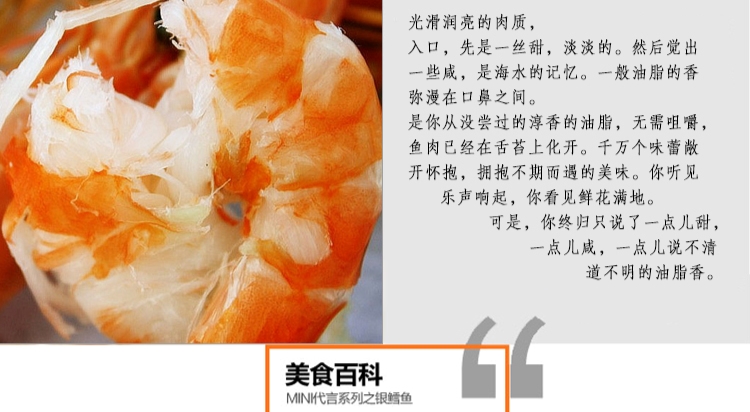 光滑润亮的肉质，
入口，先是一丝甜，淡淡的。然后觉出
一些咸，是海水的记忆。一般油脂的香
弥漫在口鼻之间。
是你从没尝过的淳香的油脂，无需咀嚼，
鱼肉已经在舌苔上化开。千万个味蕾敞
开怀抱，拥抱不期而遇的美味。你听见
乐声响起，你看见鲜花满地。
可是，你终归只说了一点儿甜，
一点儿咸，一点儿说不清
道不明的油脂香。
美食百科
MINI代言系列之银鳕鱼